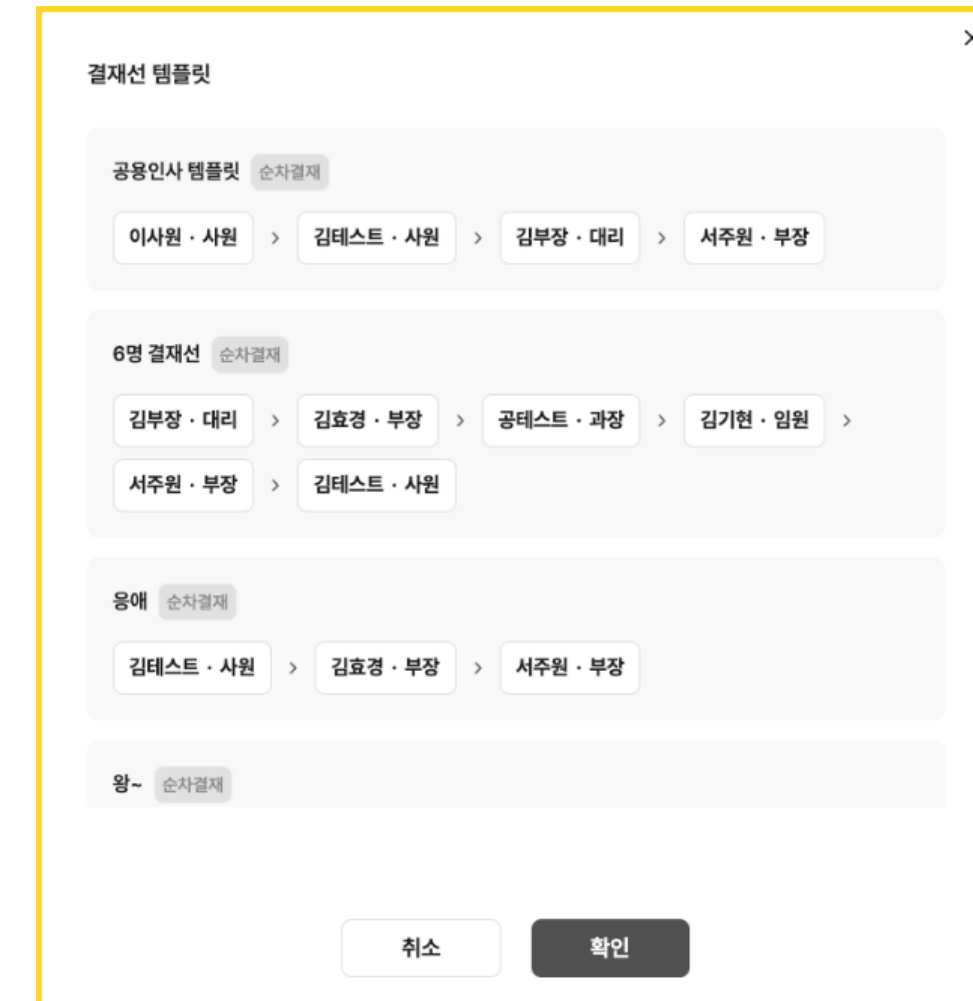 결재선 템플릿
공용인사 템플릿 순차결재
이사원 · 사원 > 김테스트 · 사원 > 김부장 · 대리 > 서주원 · 부장
6명 결재선 순차결재
김부장 · 대리 > 김효경 · 부장 > 공테스트 · 과장 > 김기현 · 임원 >
서주원 · 부장 > 김테스트 · 사원
응애 순차결재
김테스트 · 사원 > 김효경 · 부장 > 서주원 · 부장
왕~ 순차결재
취소 확인